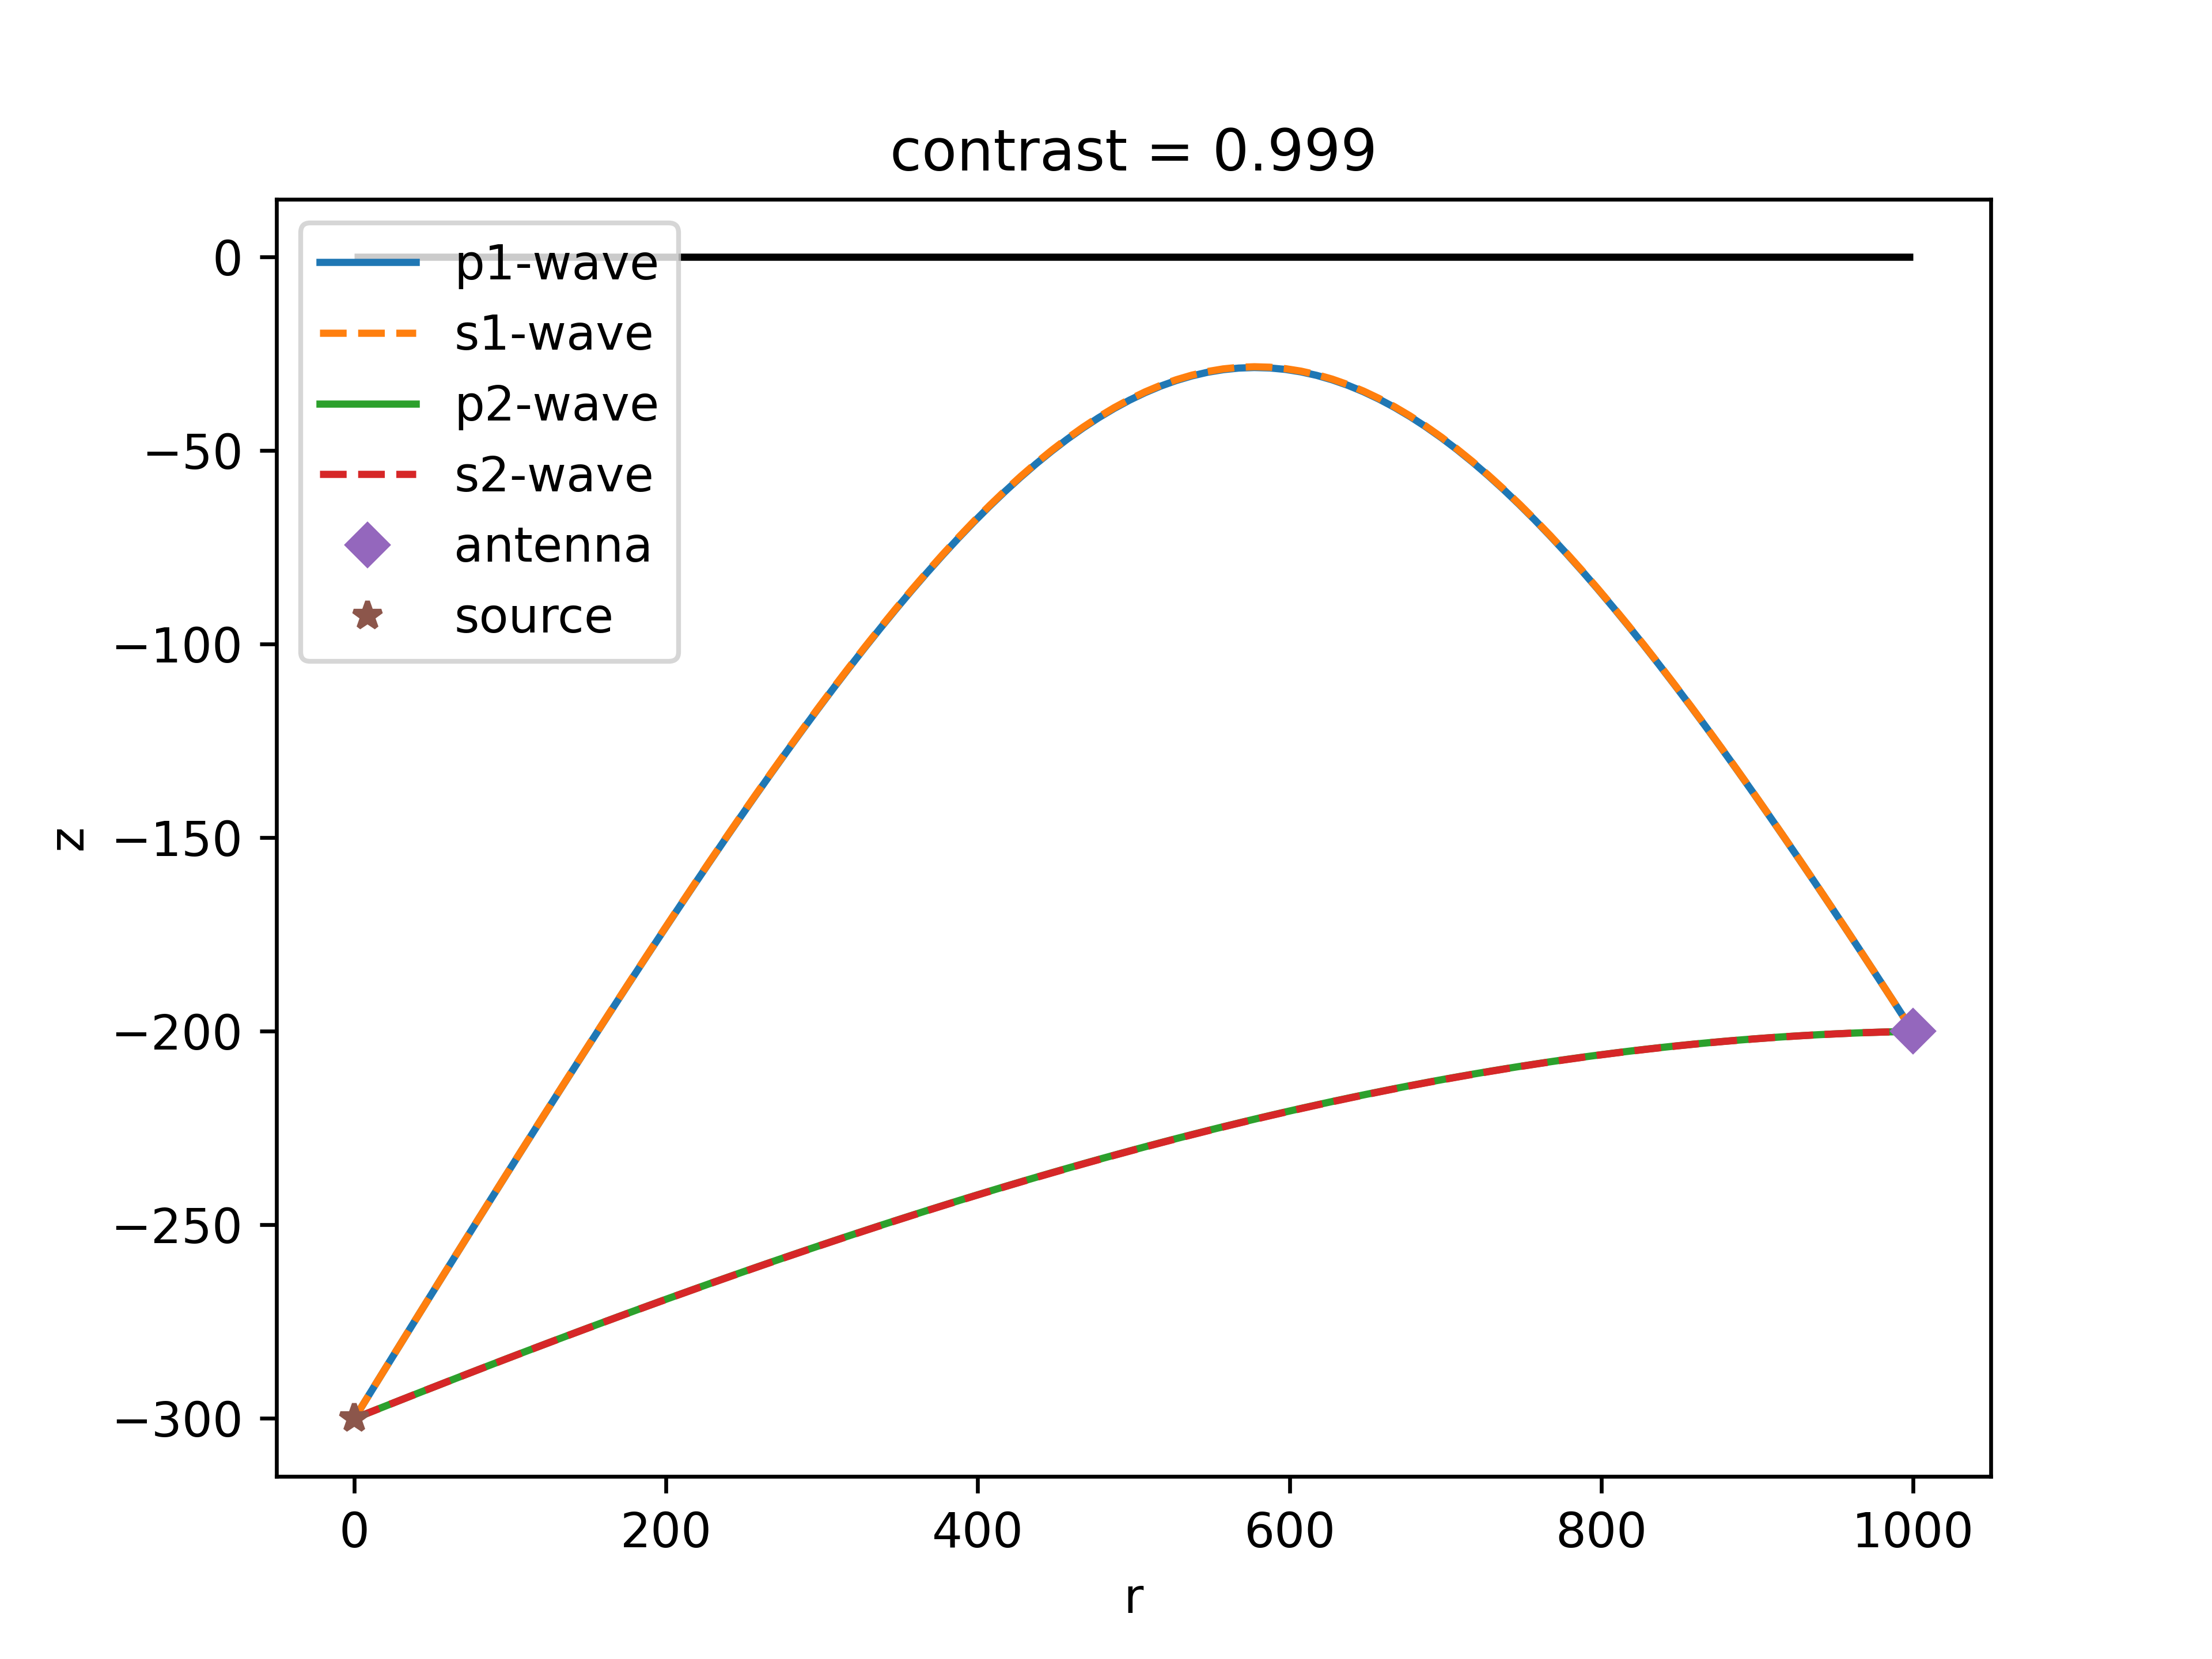 contrast = 0.999
p1-wave
s1-wave
p2-wave
s2-wave
antenna
source
z
0
−50
−100
−150
−200
−250
−300
0 200 400 600 800 1000
r